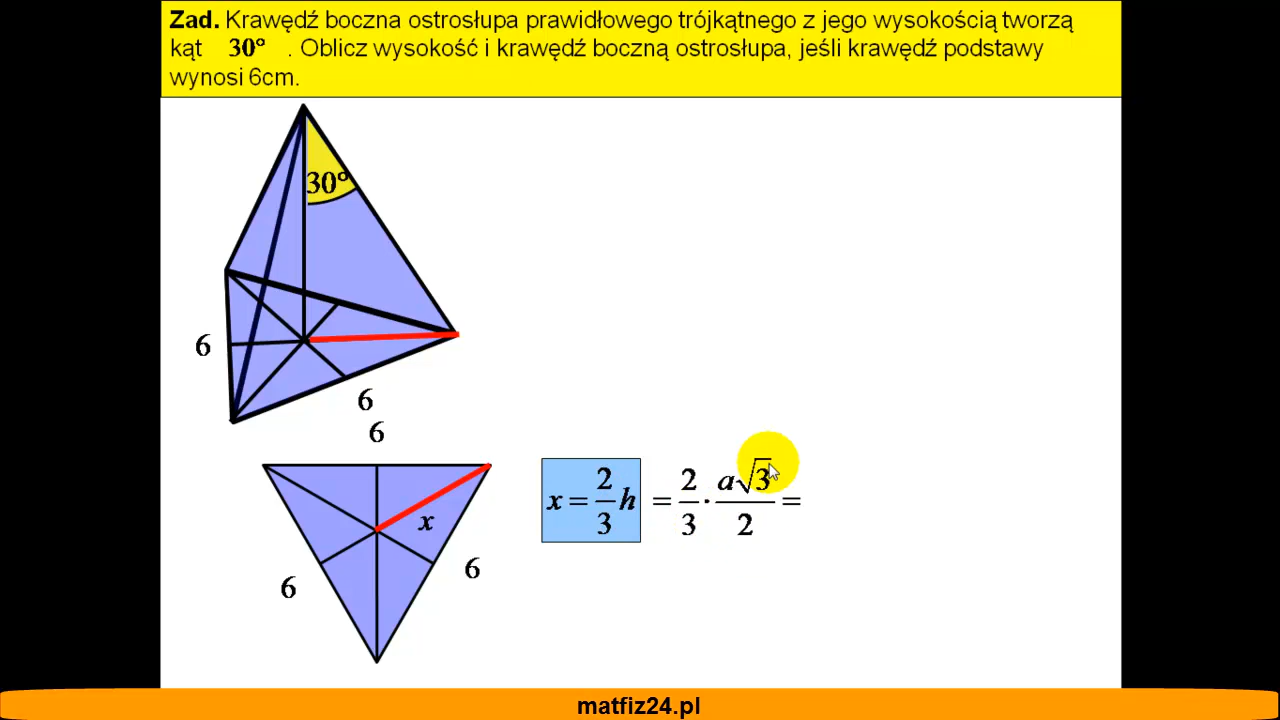 Zad. Krawędź boczna ostrosłupa prawidłowego trójkątnego z jego wysokością tworzą
kąt 30° . Oblicz wysokość i krawędź boczną ostrosłupa, jeśli krawędź podstawy
wynosi 6cm.
30°
6
6
6
x = 2/3 h = 2/3 · a√3/2 =
x
6
6
matfiz24.pl